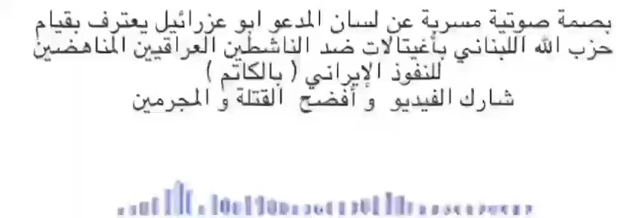 بصمة صوتية مسربة عن لسان المدعو ابو عزرائيل يعترف بقيام
حزب الله اللبناني بأغيتالات ضد الناشطين العراقيين المناهضين
للنفوذ الإيراني ( بالكاتم )
شارك الفيديو و أفضح القتلة و المجرمين